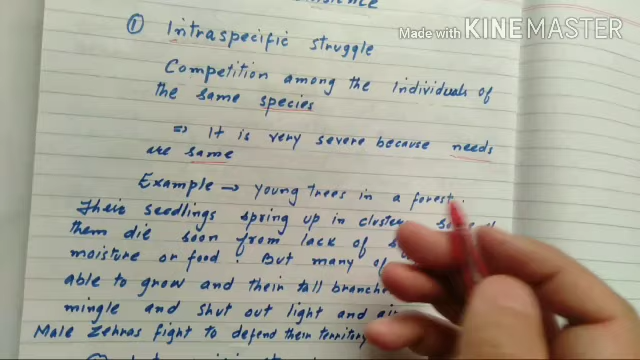 Made with KINEMASTER
① Intraspecific struggle
Competition among the individuals of
the same species
⇒ It is very severe because needs
are same
Example → young trees in a forest.
Their seedlings spring up in cluster
them die soon from lack of
moisture or food. But many of
able to grow and their tall branche
mingle and shut out light and
Male Zebras fight to defend their territory